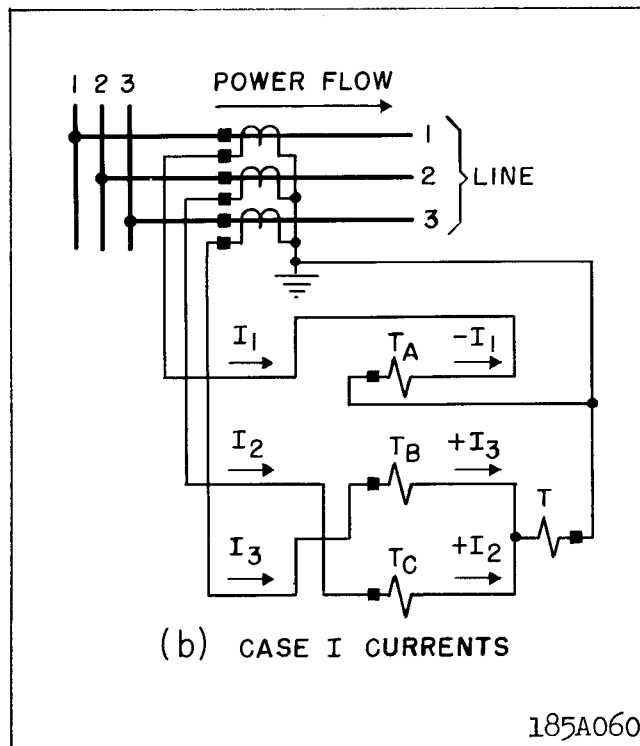 POWER FLOW
1 2 3
1
2
3
LINE
I1
TA
-I1
I2
TB
+I3
T
I3
TC
+I2
(b) CASE I CURRENTS
185A060